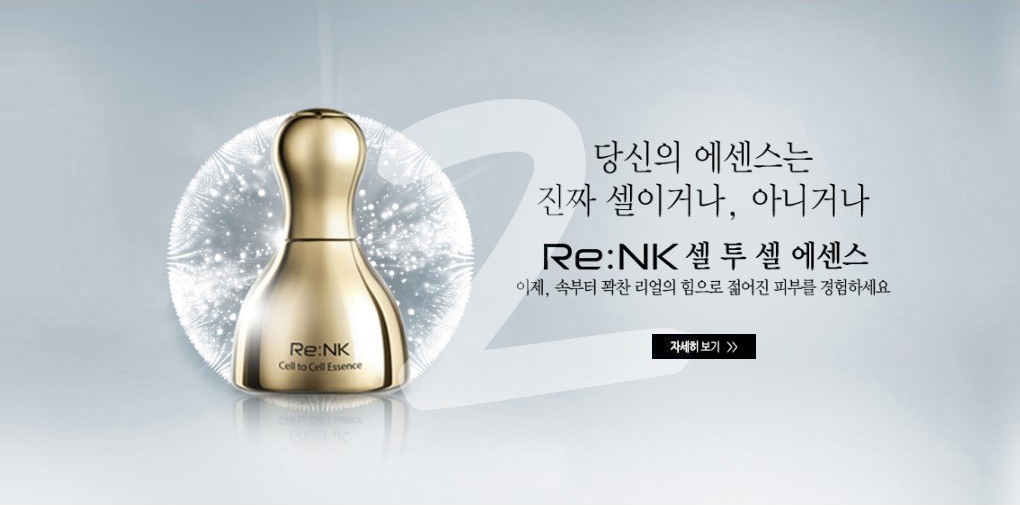 2
당신의 에센스는
진짜 셀이거나, 아니거나
Re:NK 셀 투 셀 에센스
이제, 속부터 꽉찬 리얼의 힘으로 젊어진 피부를 경험하세요
자세히 보기 》
Re:NK
Cell to Cell Essence